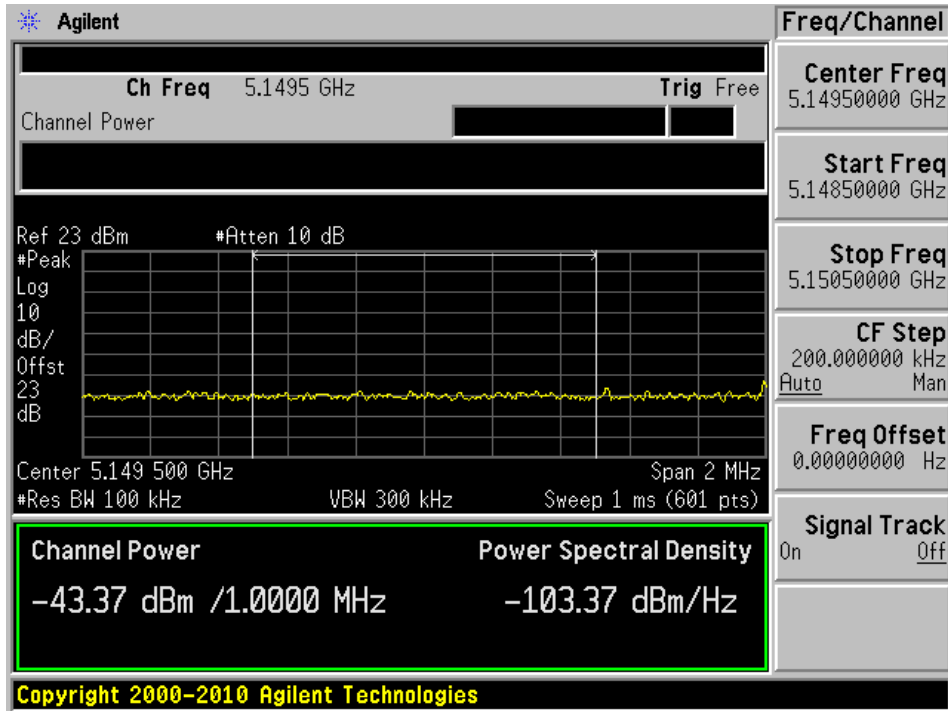 Agilent
Ch Freq 5.1495 GHz Trig Free
Channel Power
Ref 23 dBm #Atten 10 dB
#Peak
Log
10
dB/
Offst
23
dB
Center 5.149 500 GHz Span 2 MHz
#Res BW 100 kHz VBW 300 kHz Sweep 1 ms (601 pts)
Channel Power Power Spectral Density
-43.37 dBm /1.0000 MHz -103.37 dBm/Hz
Copyright 2000-2010 Agilent Technologies
Freq/Channel
Center Freq
5.14950000 GHz
Start Freq
5.14850000 GHz
Stop Freq
5.15050000 GHz
CF Step
200.000000 kHz
Auto Man
Freq Offset
0.00000000 Hz
Signal Track
On Off